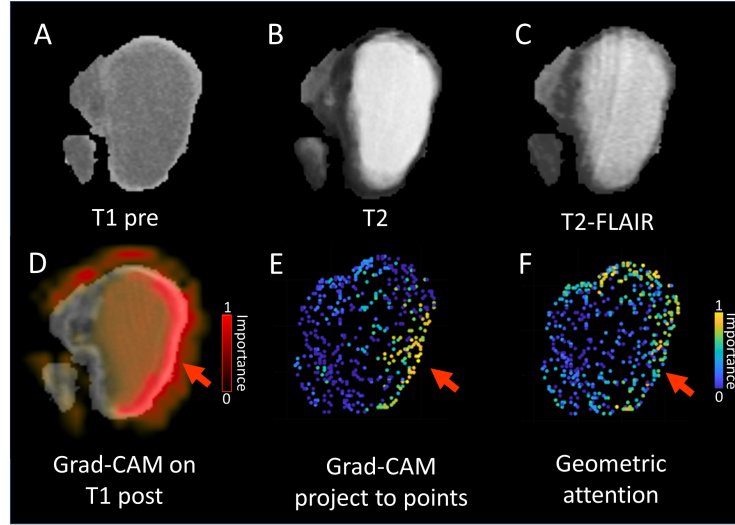 A
B
C
T1 pre
T2
T2-FLAIR
D
E
F
1
Importance
0
1
Importance
0
Grad-CAM on
T1 post
Grad-CAM
project to points
Geometric
attention